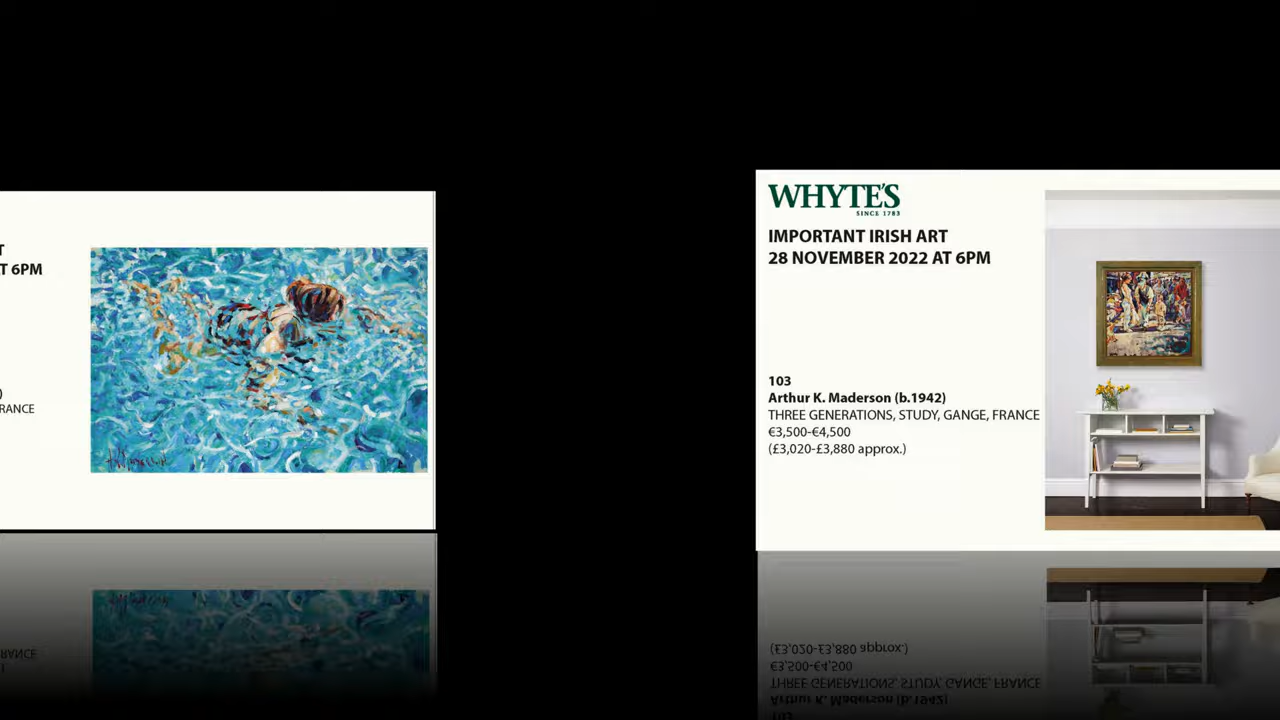 T
T 6PM
)
RANCE
WHYTE'S
SINCE 1783
IMPORTANT IRISH ART
28 NOVEMBER 2022 AT 6PM
103
Arthur K. Maderson (b.1942)
THREE GENERATIONS, STUDY, GANGE, FRANCE
€3,500-€4,500
(£3,020-£3,880 approx.)